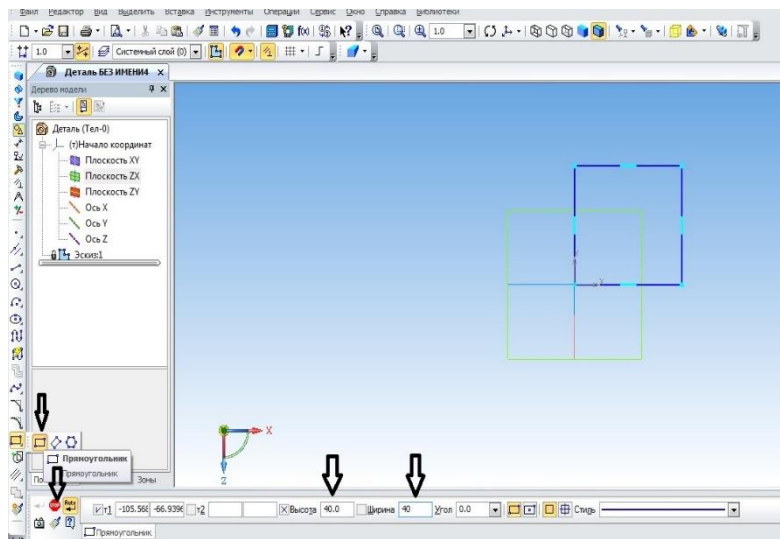 Файл Редактор Вид Выделить Вставка Инструменты Операции Сервис Окно Справка Библиотеки
f(x) 1.0
1.0 Системный слой (0)
Деталь БЕЗ ИМЕНИ4 x
Дерево модели
Деталь (Тел-0)
(т)Начало координат
Плоскость XY
Плоскость ZX
Плоскость ZY
Ось X
Ось Y
Ось Z
Эскиз:1
X
Z
Прямоугольник
Прямоугольник
Зоны
STOP Auto т1 -105.568 -66.9396 т2 Высота 40.0 Ширина 40 Угол 0.0 Стиль
Прямоугольник